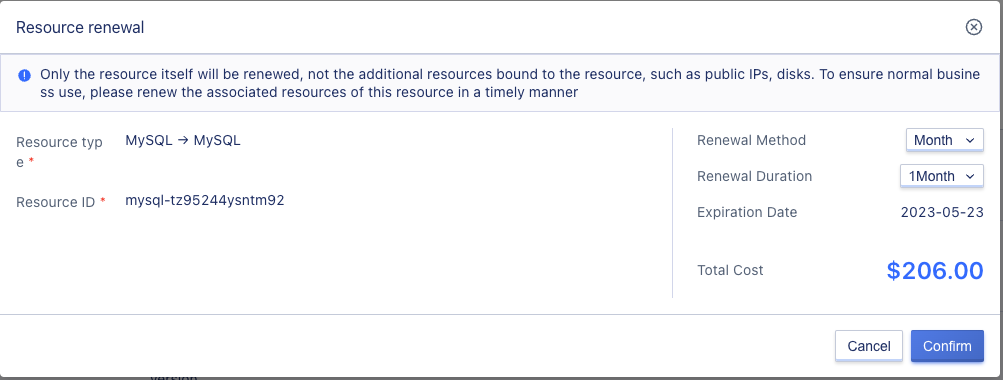 Resource renewal
Only the resource itself will be renewed, not the additional resources bound to the resource, such as public IPs, disks. To ensure normal busine
ss use, please renew the associated resources of this resource in a timely manner
Resource typ
e *
MySQL → MySQL
Resource ID *
mysql-tz95244ysntm92
Renewal Method
Month
Renewal Duration
1Month
Expiration Date
2023-05-23
Total Cost
$206.00
Cancel
Confirm
version